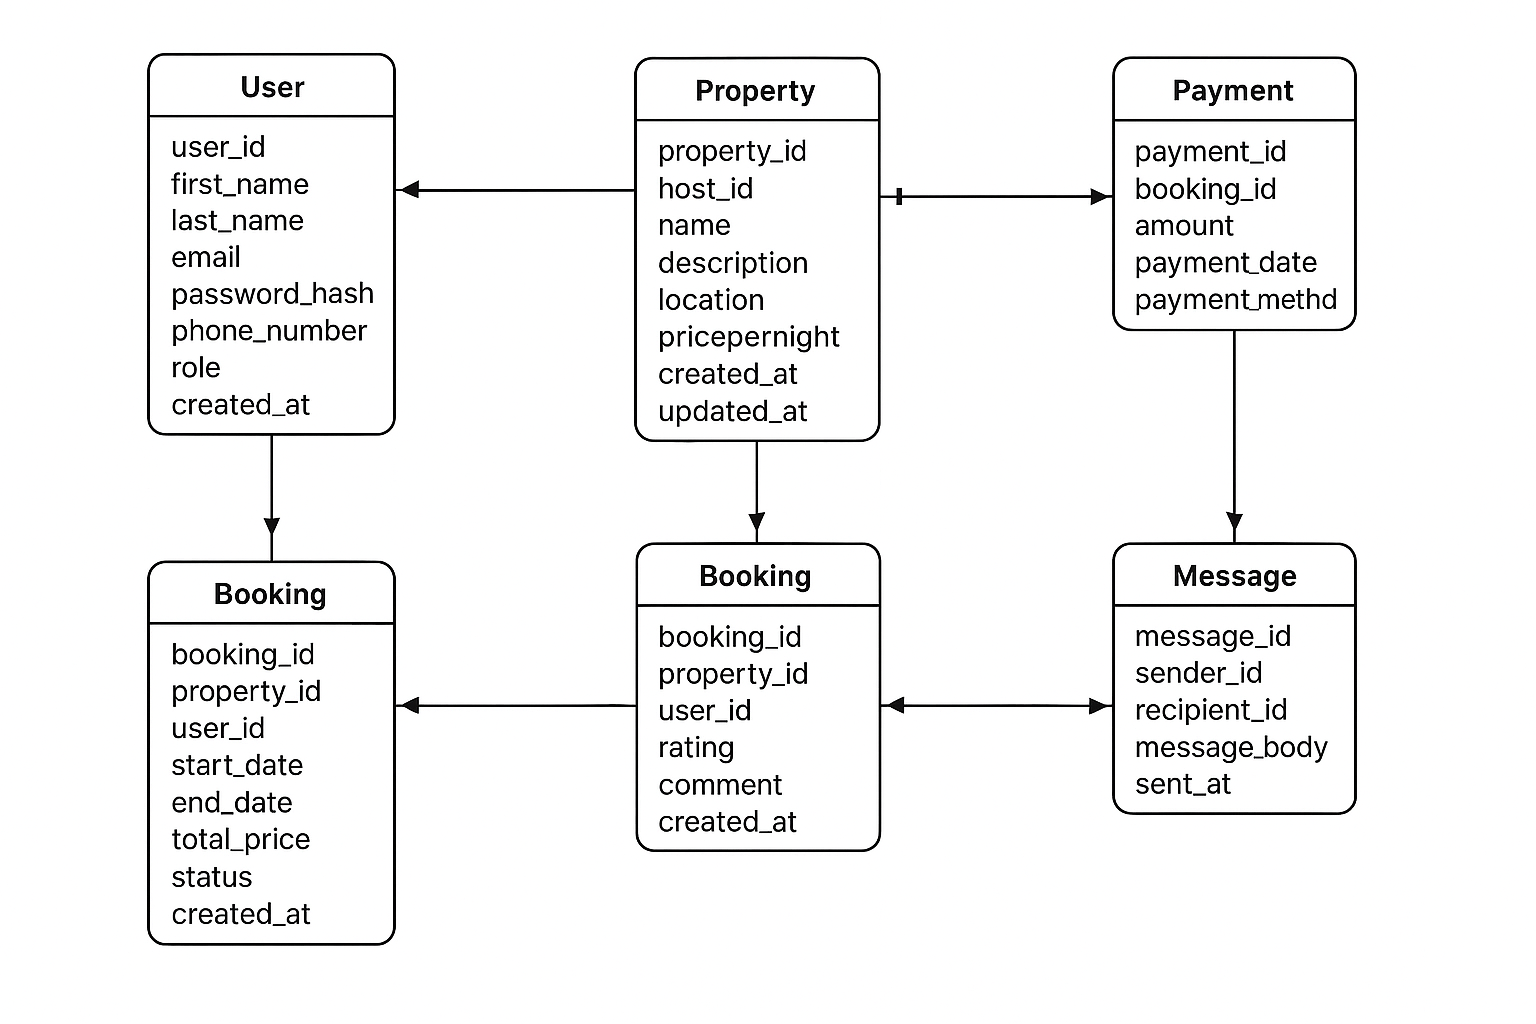 User
user_id
first_name
last_name
email
password_hash
phone_number
role
created_at
Property
property_id
host_id
name
description
location
pricepernight
created_at
updated_at
Payment
payment_id
booking_id
amount
payment_date
payment_methd
Booking
booking_id
property_id
user_id
start_date
end_date
total_price
status
created_at
Booking
booking_id
property_id
user_id
rating
comment
created_at
Message
message_id
sender_id
recipient_id
message_body
sent_at